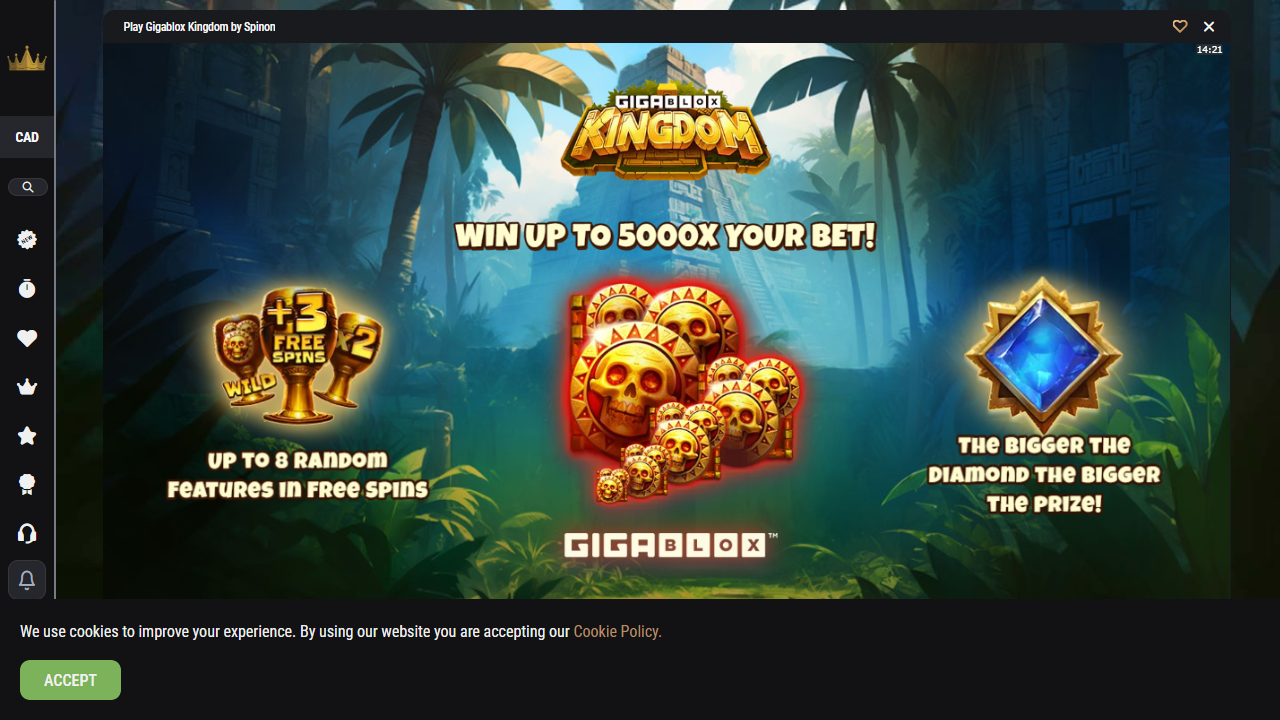 Play Gigablox Kingdom by Spinon
14:21
CAD
NEW
GIGABLOX
KINGDOM
WIN UP TO 5000X YOUR BET!
+3
FREE
SPINS
X2
WILD
UP TO 8 RANDOM
FEATURES IN FREE SPINS
GIGABLOX™
THE BIGGER THE
DIAMOND THE BIGGER
THE PRIZE!
We use cookies to improve your experience. By using our website you are accepting our Cookie Policy.
ACCEPT